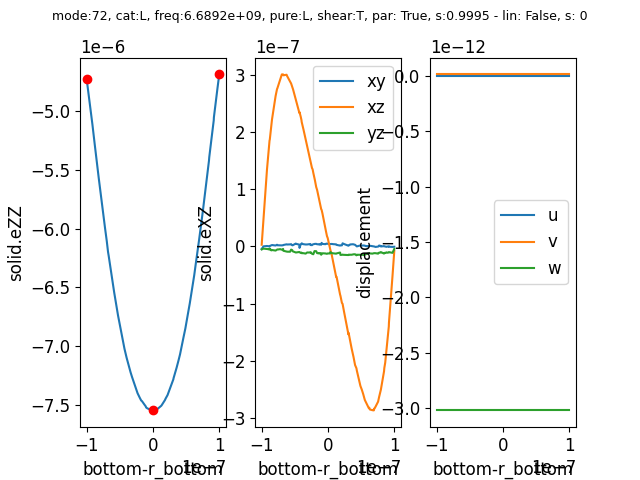 mode:72, cat:L, freq:6.6892e+09, pure:L, shear:T, par: True, s:0.9995 - lin: False, s: 0
1e−6
−5.0
−5.5
−6.0
−6.5
−7.0
−7.5
solid.eZZ
−1
0
1
1e−7
bottom-r_bottom
1e−7
3
2
1
0
−1
−2
−3
solid.eXZ
xy
xz
yz
−1
0
1
1e−7
bottom-r_bottom
1e−12
0.0
−0.5
−1.0
−1.5
−2.0
−2.5
−3.0
displacement
u
v
w
−1
0
1
1e−7
bottom-r_bottom